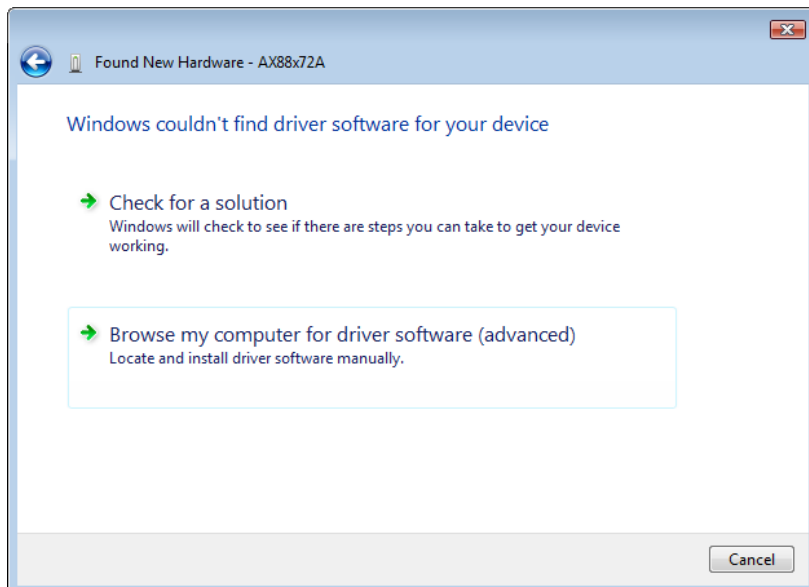 Found New Hardware - AX88x72A
Windows couldn't find driver software for your device
Check for a solution
Windows will check to see if there are steps you can take to get your device
working.
Browse my computer for driver software (advanced)
Locate and install driver software manually.
Cancel